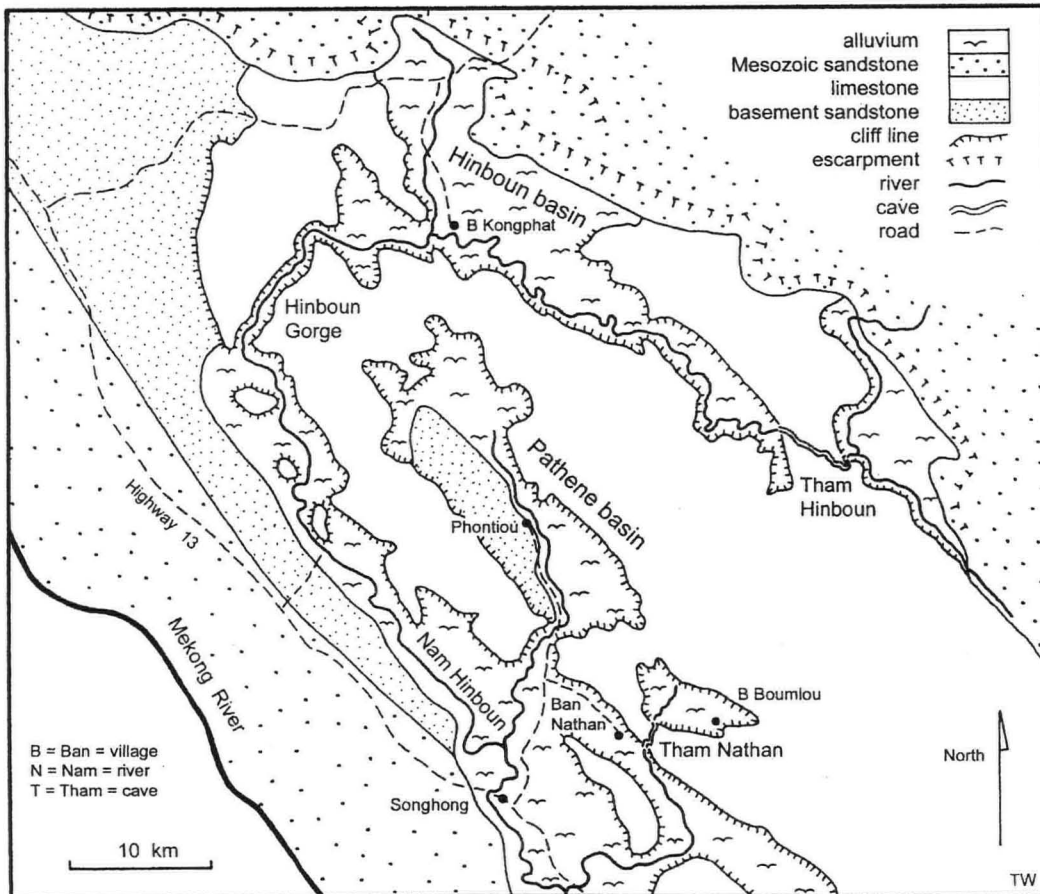 alluvium
Mesozoic sandstone
limestone
basement sandstone
cliff line
escarpment
river
cave
road
Hinboun basin
B Kongphat
Hinboun
Gorge
Pathene basin
Phontiou
Tham
Hinboun
Highway 13
Mekong River
Nam Hinboun
Ban
Nathan
B Boumlou
Tham Nathan
Songhong
B = Ban = village
N = Nam = river
T = Tham = cave
10 km
North
TW